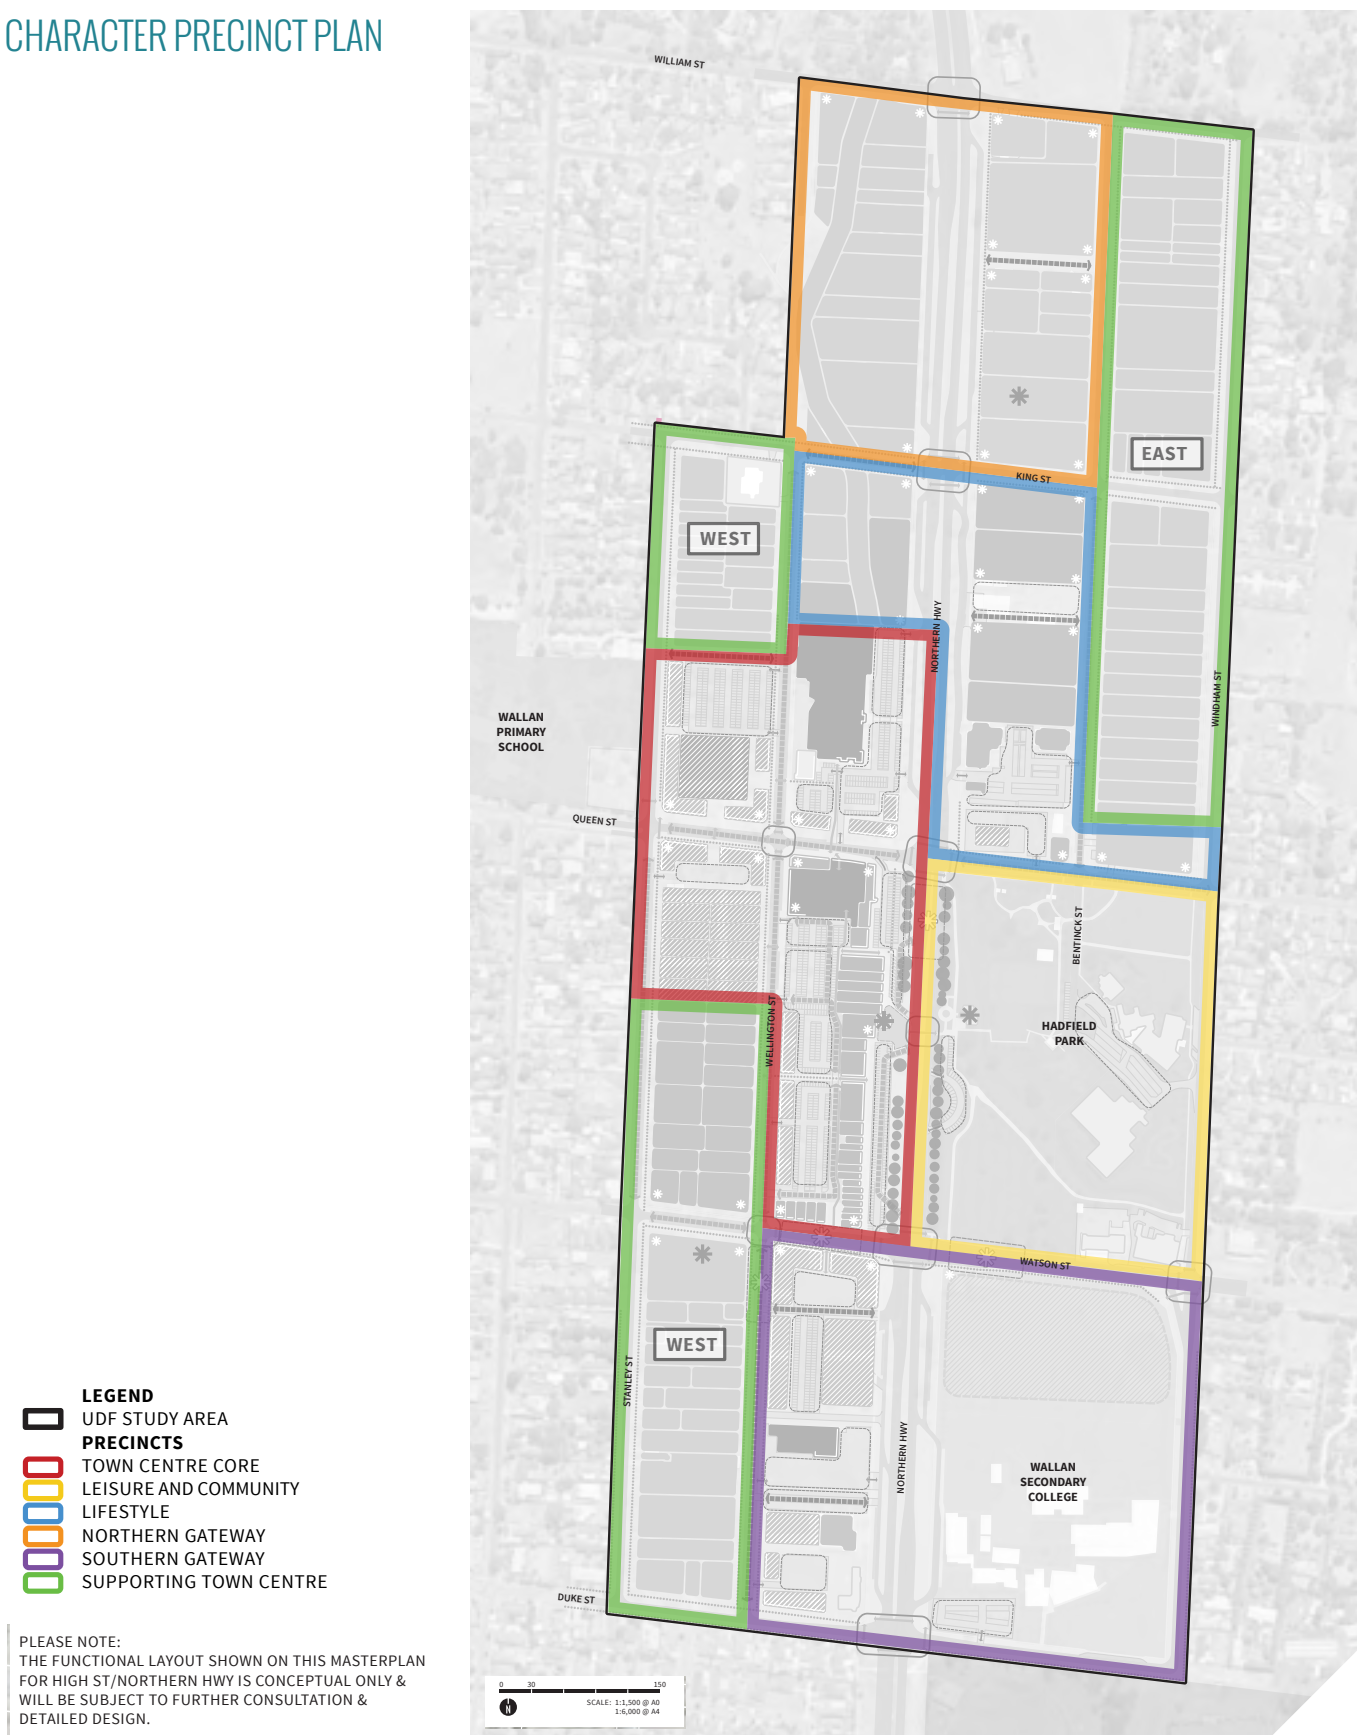 CHARACTER PRECINCT PLAN
WILLIAM ST
EAST
KING ST
WEST
NORTHERN HWY
WINDHAM ST
WALLAN
PRIMARY
SCHOOL
QUEEN ST
BENTINCK ST
WELLINGTON ST
HADFIELD
PARK
WATSON ST
WEST
STANLEY ST
NORTHERN HWY
WALLAN
SECONDARY
COLLEGE
DUKE ST
LEGEND
UDF STUDY AREA
PRECINCTS
TOWN CENTRE CORE
LEISURE AND COMMUNITY
LIFESTYLE
NORTHERN GATEWAY
SOUTHERN GATEWAY
SUPPORTING TOWN CENTRE
PLEASE NOTE:
THE FUNCTIONAL LAYOUT SHOWN ON THIS MASTERPLAN
FOR HIGH ST/NORTHERN HWY IS CONCEPTUAL ONLY &
WILL BE SUBJECT TO FURTHER CONSULTATION &
DETAILED DESIGN.
0 30 150
N
SCALE: 1:1,500 @ A0
1:6,000 @ A4